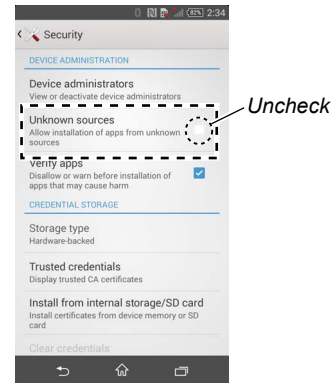 82% 2:34
Security
DEVICE ADMINISTRATION
Device administrators
View or deactivate device administrators
Unknown sources
Allow installation of apps from unknown
sources
Uncheck
Verify apps
Disallow or warn before installation of
apps that may cause harm
CREDENTIAL STORAGE
Storage type
Hardware-backed
Trusted credentials
Display trusted CA certificates
Install from internal storage/SD card
Install certificates from device memory or SD
card
Clear credentials